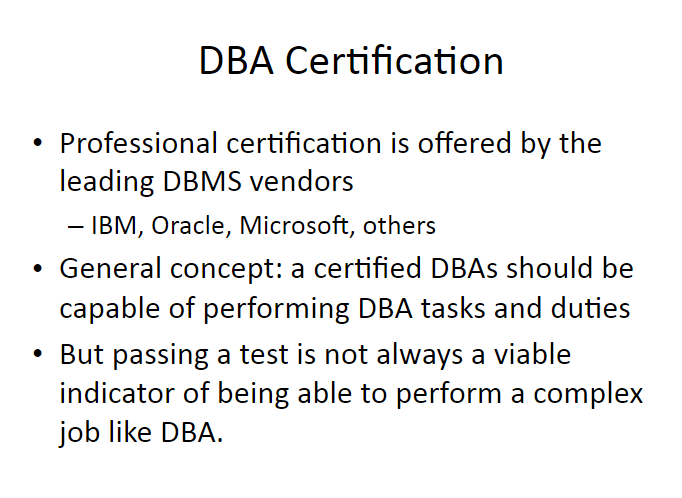 DBA Certification
• Professional certification is offered by the
leading DBMS vendors
– IBM, Oracle, Microsoft, others
• General concept: a certified DBAs should be
capable of performing DBA tasks and duties
• But passing a test is not always a viable
indicator of being able to perform a complex
job like DBA.